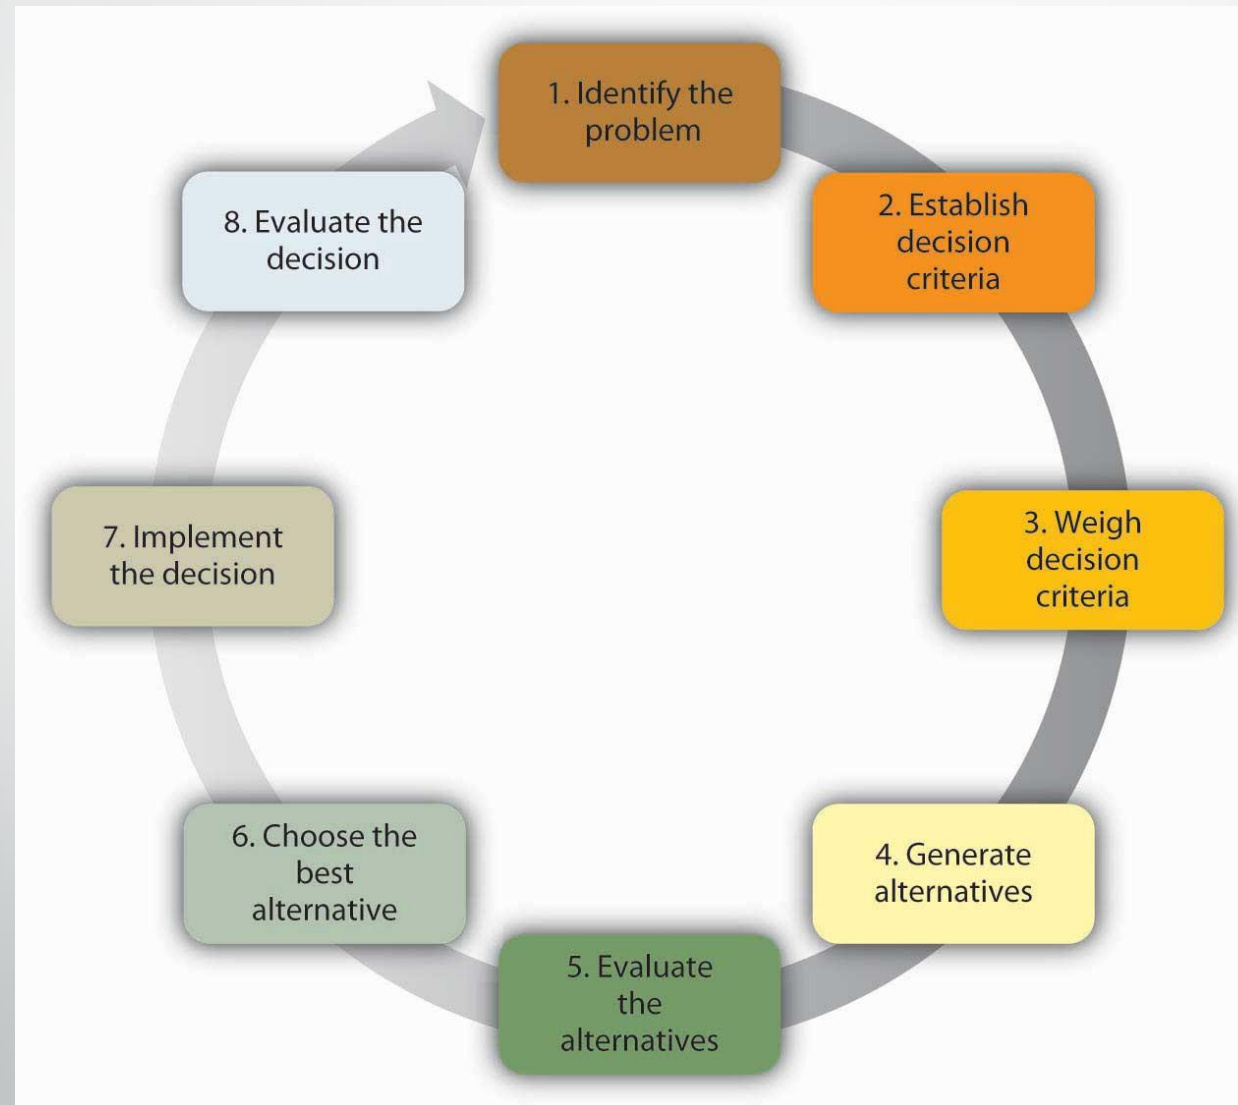 1. Identify the
problem
2. Establish
decision
criteria
3. Weigh
decision
criteria
4. Generate
alternatives
5. Evaluate
the
alternatives
6. Choose the
best
alternative
7. Implement
the decision
8. Evaluate the
decision